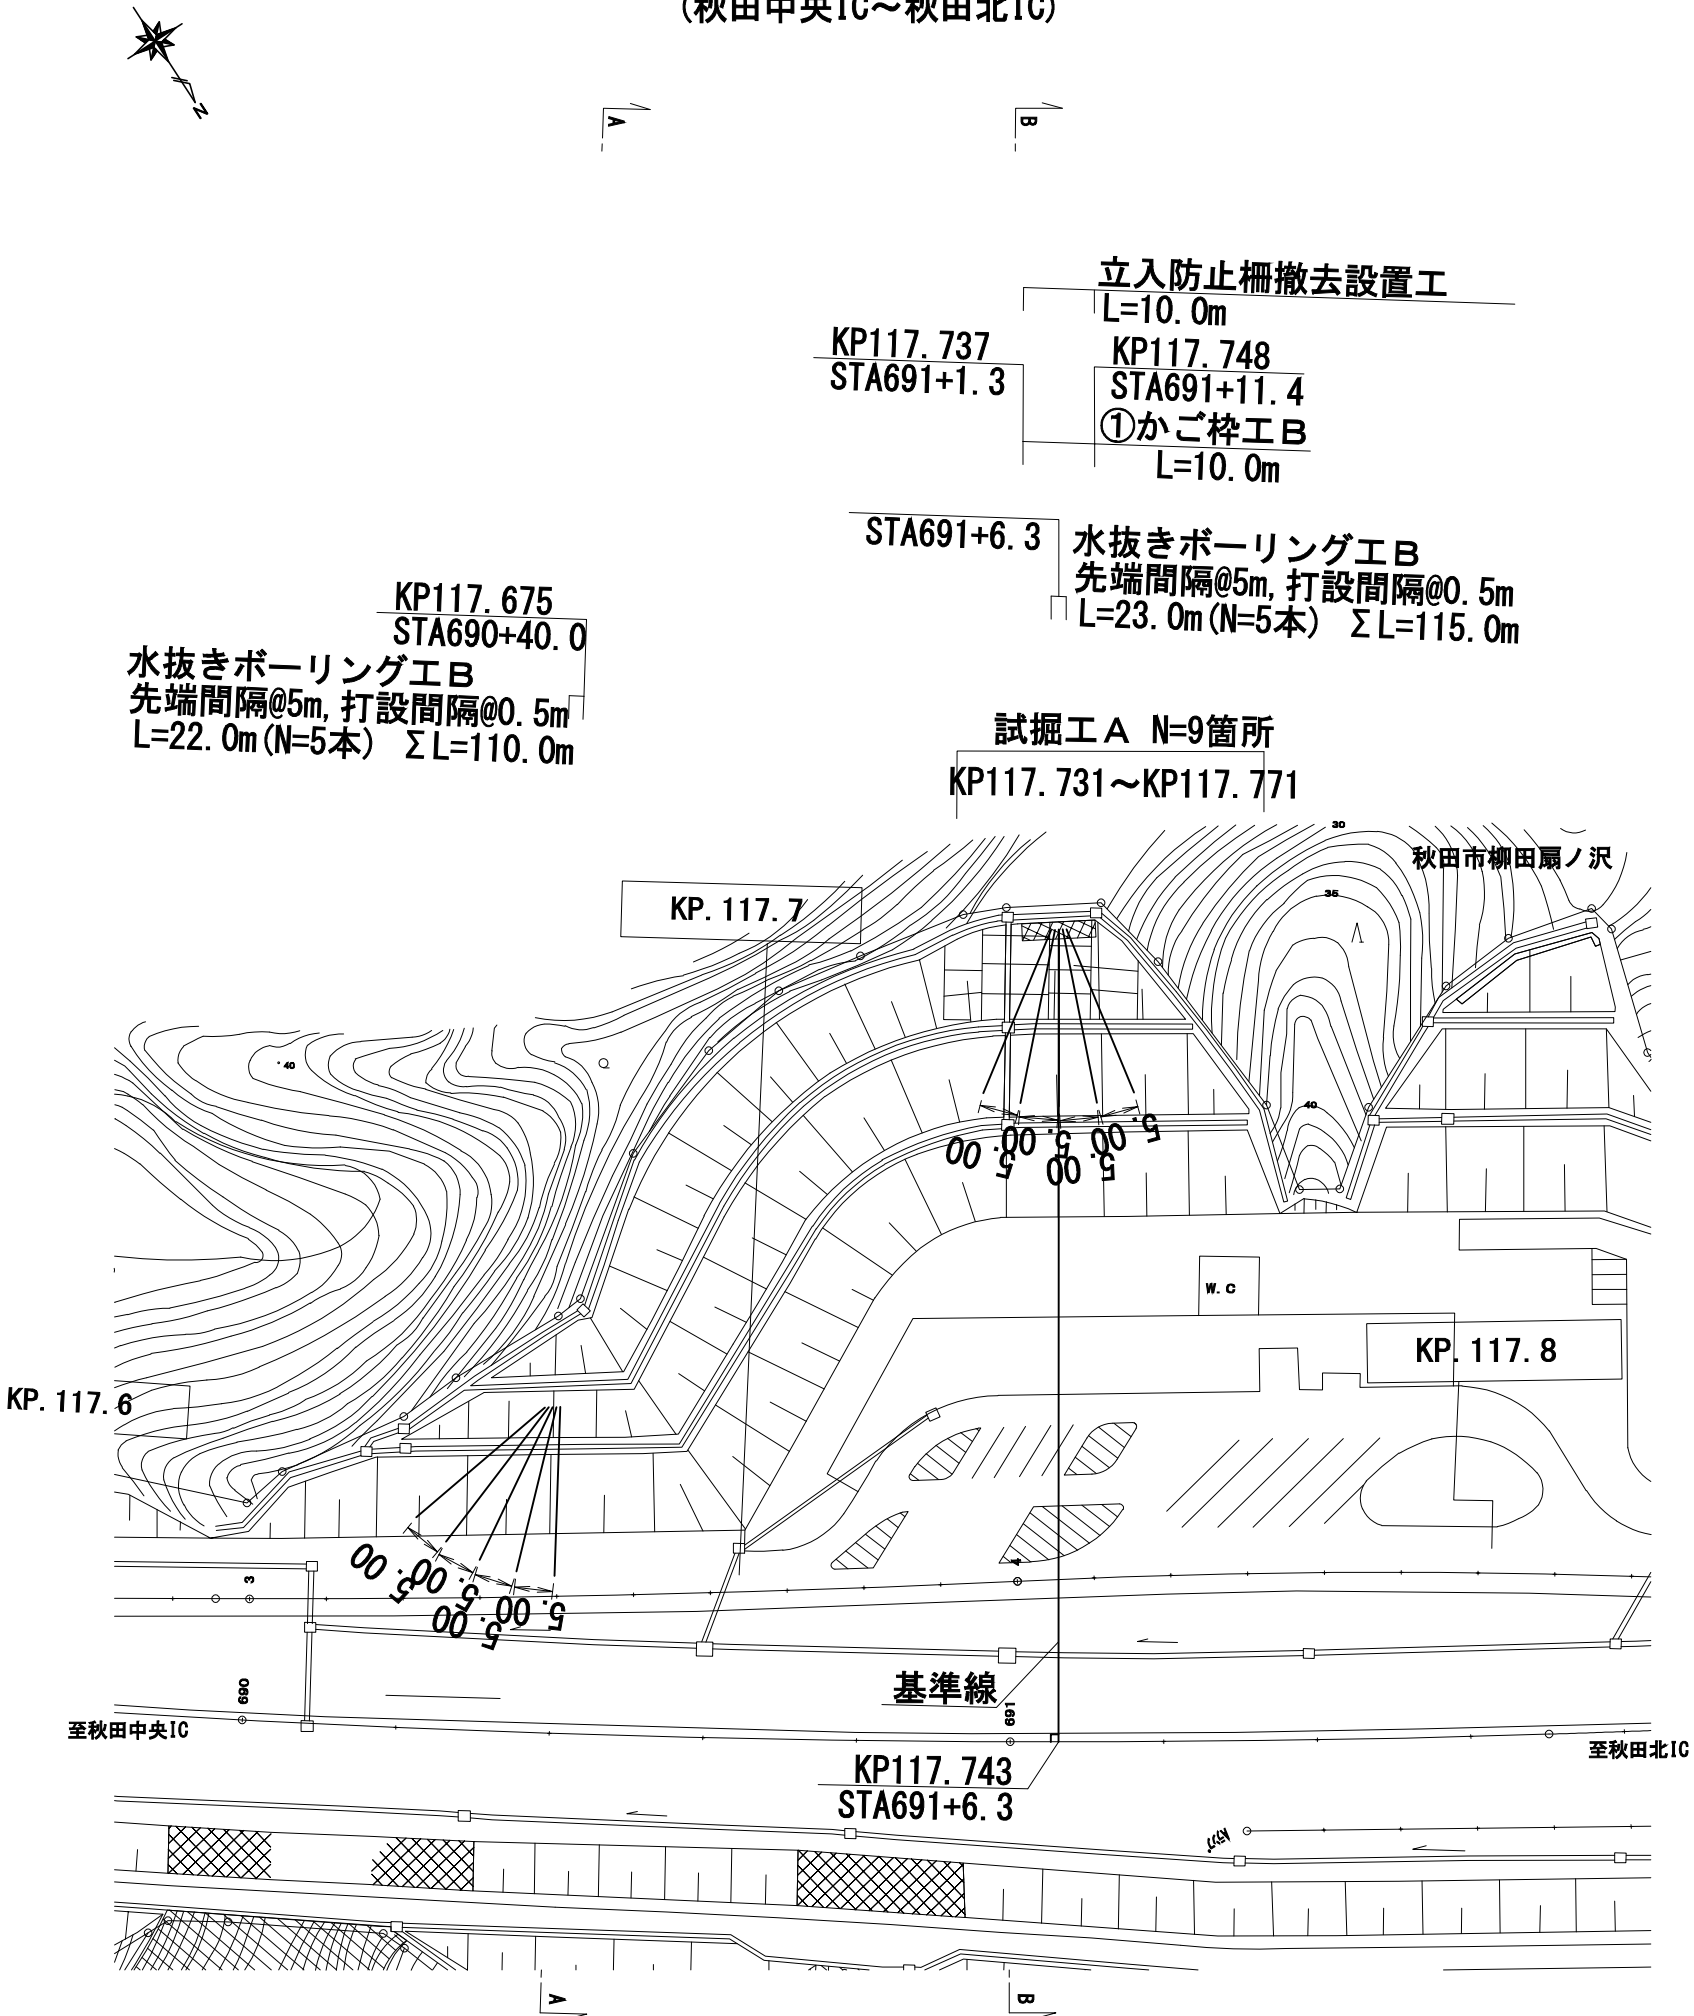 (秋田中央IC～秋田北IC)
N
A
B
立入防止柵撤去設置工
L=10.0m
KP117.737
STA691+1.3
KP117.748
STA691+11.4
①かご枠工B
L=10.0m
STA691+6.3
水抜きボーリング工B
先端間隔@5m,打設間隔@0.5m
L=23.0m(N=5本) ΣL=115.0m
KP117.675
STA690+40.0
水抜きボーリング工B
先端間隔@5m,打設間隔@0.5m
L=22.0m(N=5本) ΣL=110.0m
試掘工A N=9箇所
KP117.731～KP117.771
30
秋田市柳田扇ノ沢
35
KP.117.7
40
40
5.00
5.00
5.00
5.00
W.C
KP.117.8
KP.117.6
5.00
5.00
5.00
5.00
3
4
基準線
690
691
至秋田中央IC
至秋田北IC
KP117.743
STA691+6.3
A
B